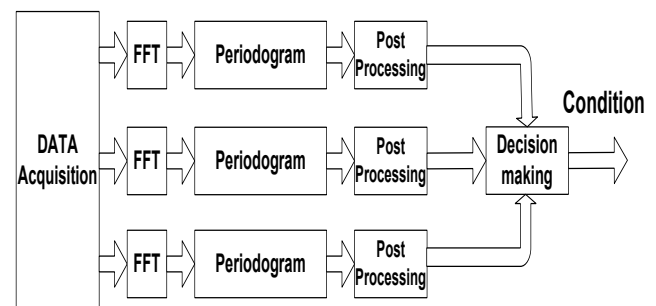 DATA
Acquisition
FFT
Periodogram
Post
Processing
FFT
Periodogram
Post
Processing
FFT
Periodogram
Post
Processing
Decision
making
Condition